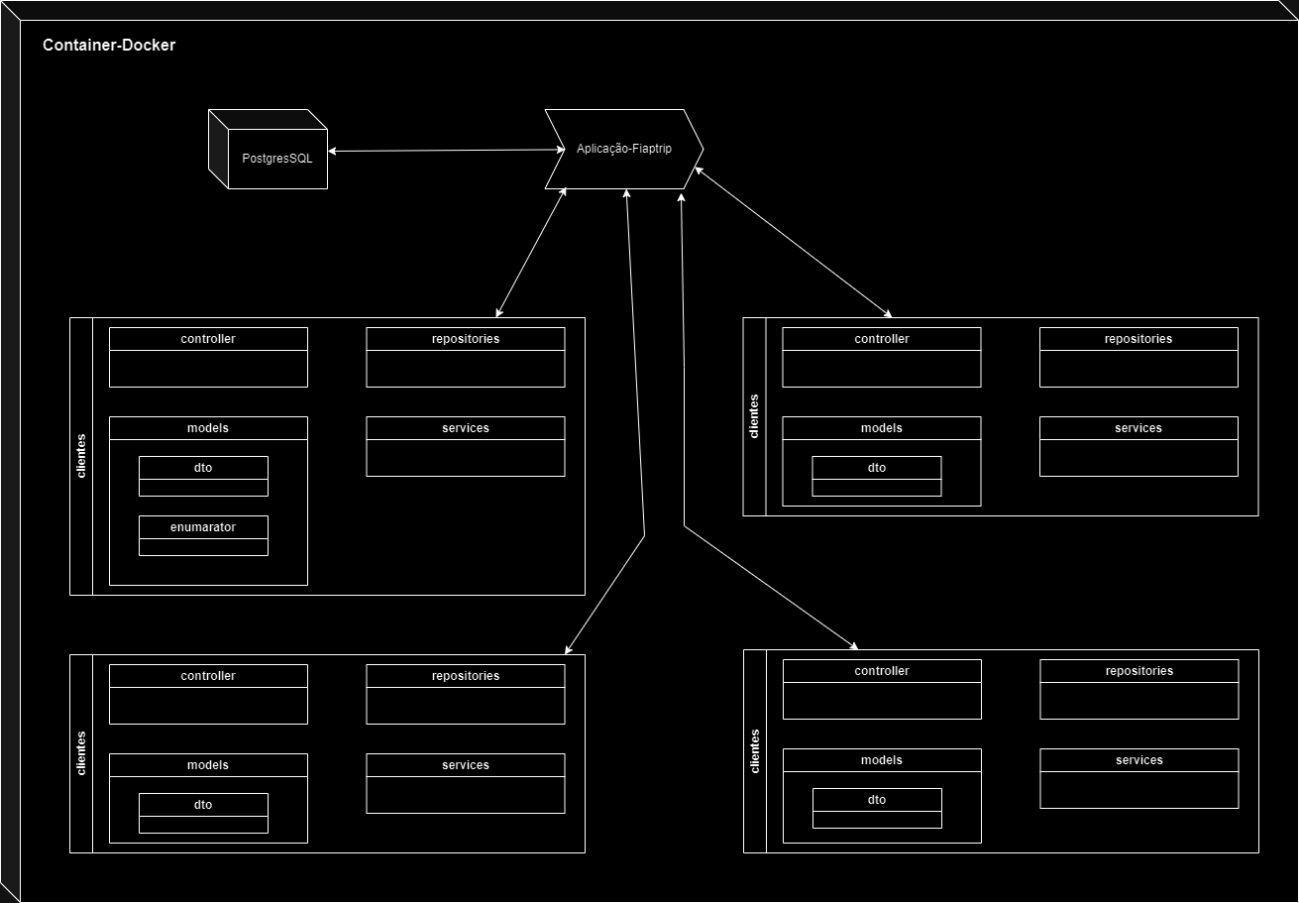 Container-Docker
PostgresSQL
Aplicação-Fiaptrip
clientes
controller
repositories
models
services
dto
enumarator
clientes
controller
repositories
models
services
dto
clientes
controller
repositories
models
services
dto
clientes
controller
repositories
models
services
dto